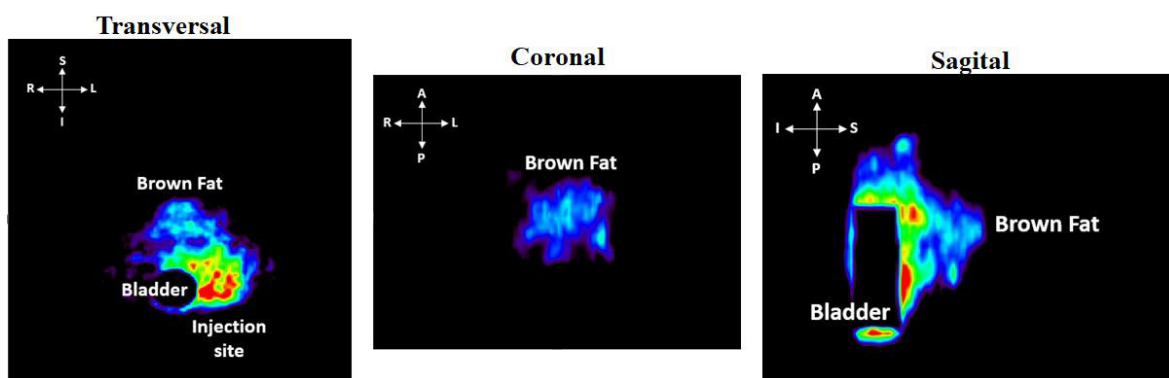 Transversal
S
R L
I
Brown Fat
Bladder
Injection
site
Coronal
A
R L
P
Brown Fat
Sagital
A
I S
P
Brown Fat
Bladder